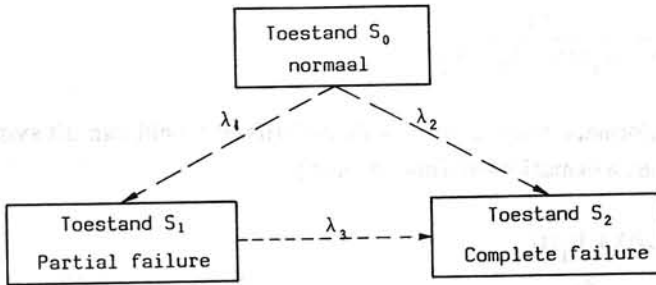 Toestand S₀
normaal
λ₁
λ₂
Toestand S₁
Partial failure
λ₃
Toestand S₂
Complete failure